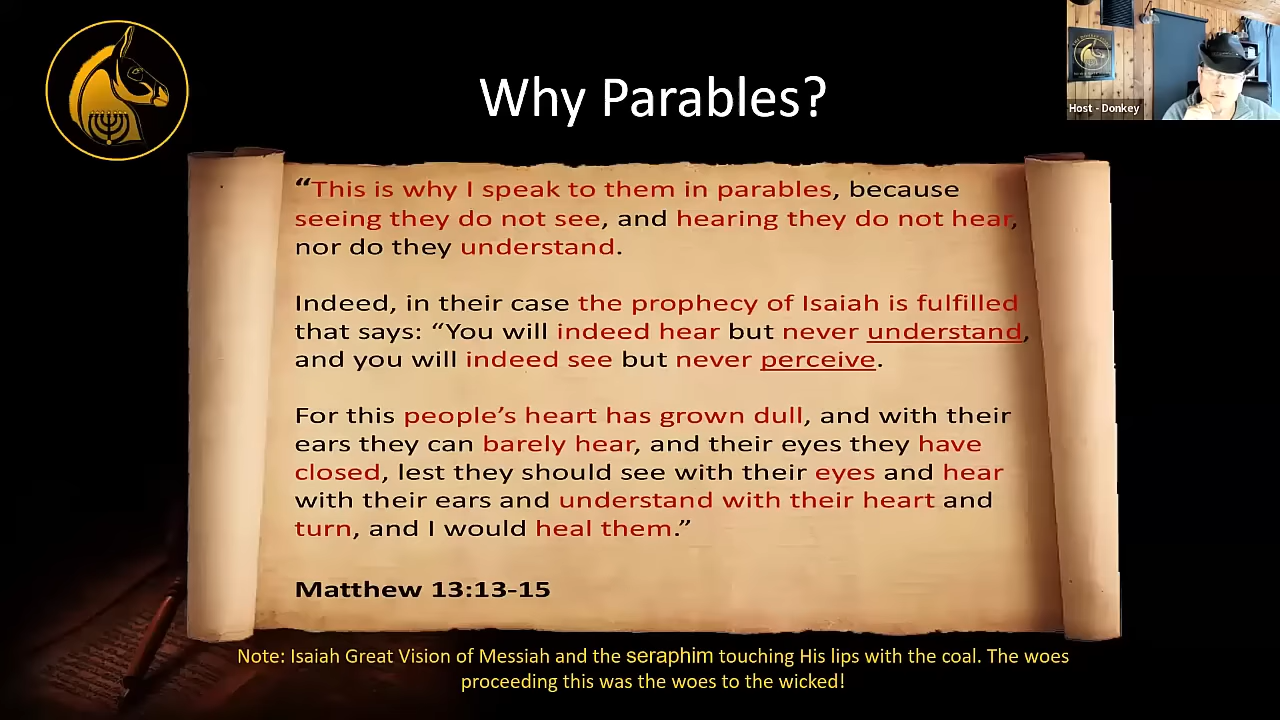 Why Parables?
Host - Donkey
“This is why I speak to them in parables, because
seeing they do not see, and hearing they do not hear,
nor do they understand.
Indeed, in their case the prophecy of Isaiah is fulfilled
that says: “You will indeed hear but never understand,
and you will indeed see but never perceive.
For this people’s heart has grown dull, and with their
ears they can barely hear, and their eyes they have
closed, lest they should see with their eyes and hear
with their ears and understand with their heart and
turn, and I would heal them.”
Matthew 13:13-15
Note: Isaiah Great Vision of Messiah and the seraphim touching His lips with the coal. The woes
proceeding this was the woes to the wicked!